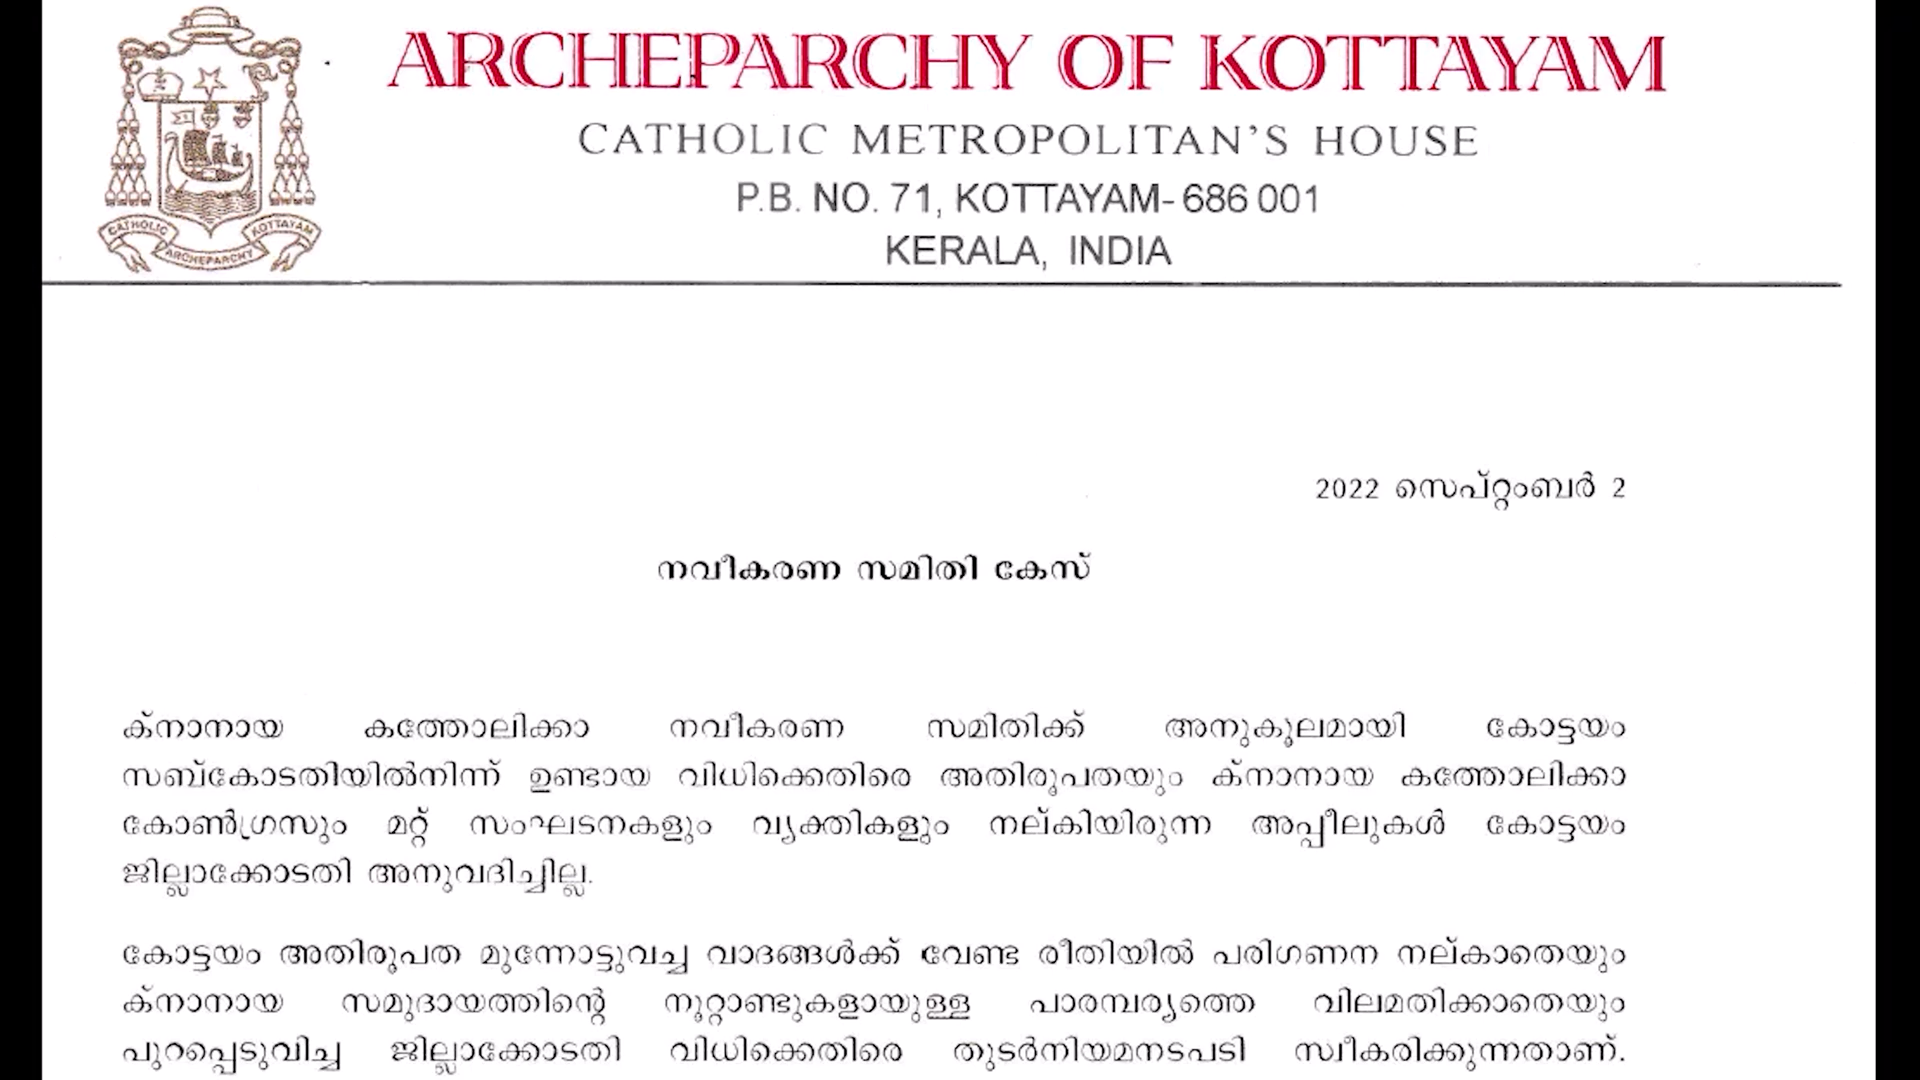 ARCHEPARCHY OF KOTTAYAM
CATHOLIC METROPOLITAN'S HOUSE
P.B. NO. 71, KOTTAYAM- 686 001
KERALA, INDIA
CATHOLIC ARCHEPARCHY KOTTAYAM
2022 സെപ്റ്റംബർ 2
നവീകരണ സമിതി കേസ്
ക്നാനായ കത്തോലിക്കാ നവീകരണ സമിതിക്ക് അനുകൂലമായി കോട്ടയം
സബ്കോടതിയിൽനിന്ന് ഉണ്ടായ വിധിക്കെതിരെ അതിരൂപതയും ക്നാനായ കത്തോലിക്കാ
കോൺഗ്രസും മറ്റ് സംഘടനകളും വ്യക്തികളും നല്കിയിരുന്ന അപ്പീലുകൾ കോട്ടയം
ജില്ലാക്കോടതി അനുവദിച്ചില്ല.
കോട്ടയം അതിരൂപത മുന്നോട്ടുവച്ച വാദങ്ങൾക്ക് വേണ്ട രീതിയിൽ പരിഗണന നല്കാതെയും
ക്നാനായ സമുദായത്തിന്റെ നൂറ്റാണ്ടുകളായുള്ള പാരമ്പര്യത്തെ വിലമതിക്കാതെയും
പുറപ്പെടുവിച്ച ജില്ലാക്കോടതി വിധിക്കെതിരെ തുടർനിയമനടപടി സ്വീകരിക്കുന്നതാണ്.